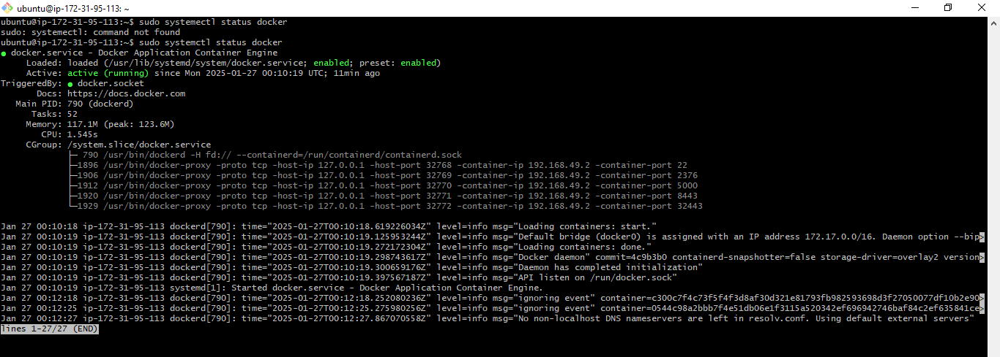 ubuntu@ip-172-31-95-113: ~
ubuntu@ip-172-31-95-113:~$ sudo systemectl status docker
sudo: systemectl: command not found
ubuntu@ip-172-31-95-113:~$ sudo systemctl status docker
● docker.service - Docker Application Container Engine
Loaded: loaded (/usr/lib/systemd/system/docker.service; enabled; preset: enabled)
Active: active (running) since Mon 2025-01-27 00:10:19 UTC; 11min ago
TriggeredBy: ● docker.socket
Docs: https://docs.docker.com
Main PID: 790 (dockerd)
Tasks: 52
Memory: 117.1M (peak: 123.6M)
CPU: 1.545s
CGroup: /system.slice/docker.service
├─ 790 /usr/bin/dockerd -H fd:// --containerd=/run/containerd/containerd.sock
├─1896 /usr/bin/docker-proxy -proto tcp -host-ip 127.0.0.1 -host-port 32768 -container-ip 192.168.49.2 -container-port 22
├─1906 /usr/bin/docker-proxy -proto tcp -host-ip 127.0.0.1 -host-port 32769 -container-ip 192.168.49.2 -container-port 2376
├─1912 /usr/bin/docker-proxy -proto tcp -host-ip 127.0.0.1 -host-port 32770 -container-ip 192.168.49.2 -container-port 5000
├─1920 /usr/bin/docker-proxy -proto tcp -host-ip 127.0.0.1 -host-port 32771 -container-ip 192.168.49.2 -container-port 8443
└─1929 /usr/bin/docker-proxy -proto tcp -host-ip 127.0.0.1 -host-port 32772 -container-ip 192.168.49.2 -container-port 32443
Jan 27 00:10:18 ip-172-31-95-113 dockerd[790]: time="2025-01-27T00:10:18.619226034Z" level=info msg="Loading containers: start."
Jan 27 00:10:19 ip-172-31-95-113 dockerd[790]: time="2025-01-27T00:10:19.125953244Z" level=info msg="Default bridge (docker0) is assigned with an IP address 172.17.0.0/16. Daemon option --bip>
Jan 27 00:10:19 ip-172-31-95-113 dockerd[790]: time="2025-01-27T00:10:19.272172304Z" level=info msg="Loading containers: done."
Jan 27 00:10:19 ip-172-31-95-113 dockerd[790]: time="2025-01-27T00:10:19.298743617Z" level=info msg="Docker daemon" commit=4c9b3b0 containerd-snapshotter=false storage-driver=overlay2 version>
Jan 27 00:10:19 ip-172-31-95-113 dockerd[790]: time="2025-01-27T00:10:19.300659176Z" level=info msg="Daemon has completed initialization"
Jan 27 00:10:19 ip-172-31-95-113 dockerd[790]: time="2025-01-27T00:10:19.397567187Z" level=info msg="API listen on /run/docker.sock"
Jan 27 00:10:19 ip-172-31-95-113 systemd[1]: Started docker.service - Docker Application Container Engine.
Jan 27 00:12:18 ip-172-31-95-113 dockerd[790]: time="2025-01-27T00:12:18.252080236Z" level=info msg="ignoring event" container=c300c7f4c73f5f4f3d8af30d321e81793fb982593698d3f27050077df10b2e90>
Jan 27 00:12:25 ip-172-31-95-113 dockerd[790]: time="2025-01-27T00:12:25.275980256Z" level=info msg="ignoring event" container=0544c98a2bbb7f4e51db06e1f3115a520342ef696942746baf84c2ef635841ce>
Jan 27 00:12:27 ip-172-31-95-113 dockerd[790]: time="2025-01-27T00:12:27.867070558Z" level=info msg="No non-localhost DNS nameservers are left in resolv.conf. Using default external servers"
lines 1-27/27 (END)